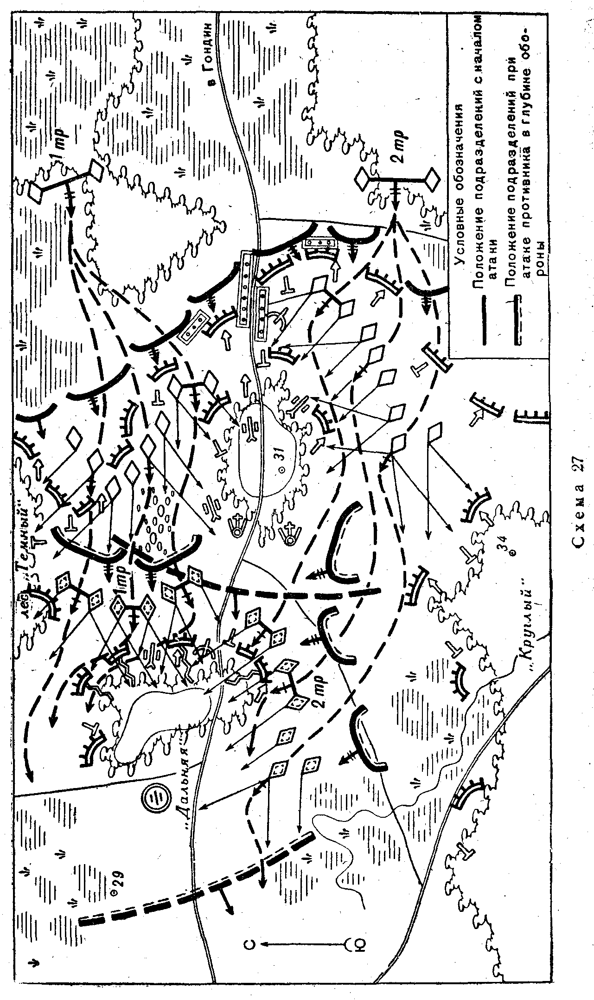 в Гондин
1 тр
2 тр
Условные обозначения
Положение подразделений с началом
атаки
Положение подразделений при
атаке противника в глубине обо-
роны
31
лес „Темный“
1 тр
34
„Круглый“
2 тр
„Дальняя“
29
С
Ю
Схема 27